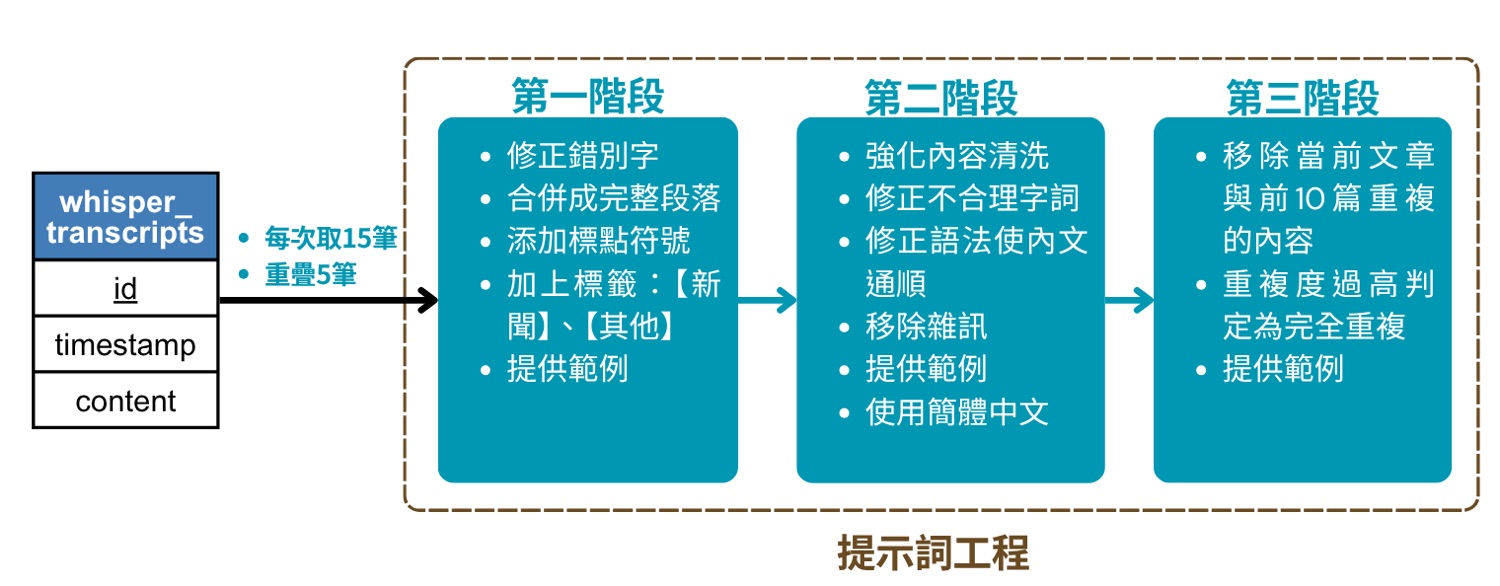 whisper_
transcripts
id
timestamp
content
• 每次取15筆
• 重疊5筆
第一階段
• 修正錯別字
• 合併成完整段落
• 添加標點符號
• 加上標籤：【新
聞】、【其他】
• 提供範例
第二階段
• 強化內容清洗
• 修正不合理字詞
• 修正語法使內文
通順
• 移除雜訊
• 提供範例
• 使用簡體中文
第三階段
• 移除當前文章
與前10篇重複
的內容
• 重複度過高判
定為完全重複
• 提供範例
提示詞工程